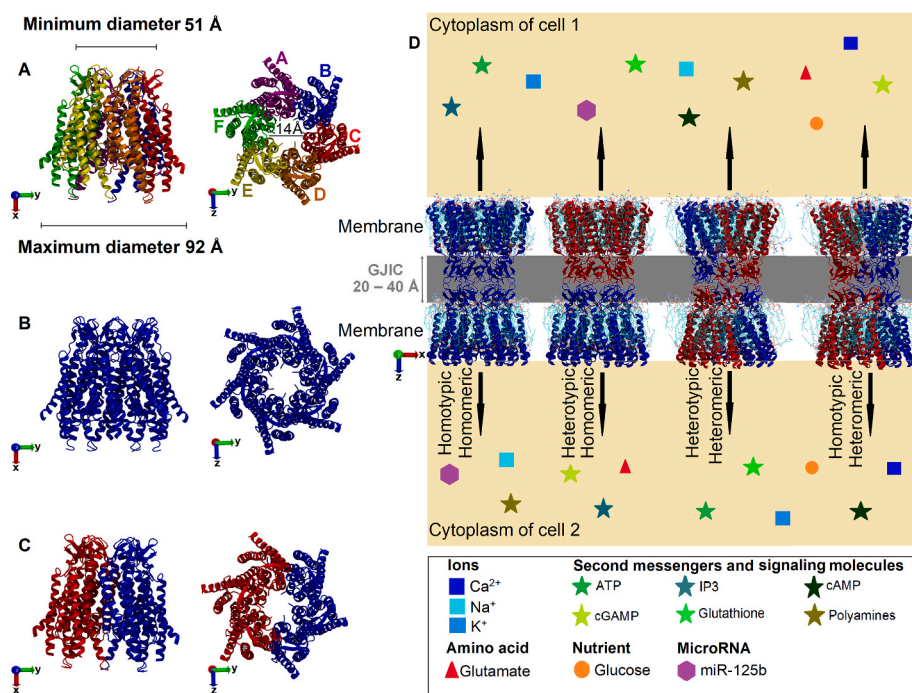 Minimum diameter 51 Å
A
A
B
C
D
E
F
14Å
y
x
z
y
Maximum diameter 92 Å
B
y
x
y
z
C
y
x
y
z
D
Cytoplasm of cell 1
Membrane
GJIC
20 – 40 Å
Membrane
x
z
Homotypic
Homomeric
Heterotypic
Homomeric
Heterotypic
Heteromeric
Homotypic
Heteromeric
Cytoplasm of cell 2
Ions
Ca²⁺
Na⁺
K⁺
Second messengers and signaling molecules
ATP
IP3
cAMP
cGAMP
Glutathione
Polyamines
Amino acid
Glutamate
Nutrient
Glucose
MicroRNA
miR-125b